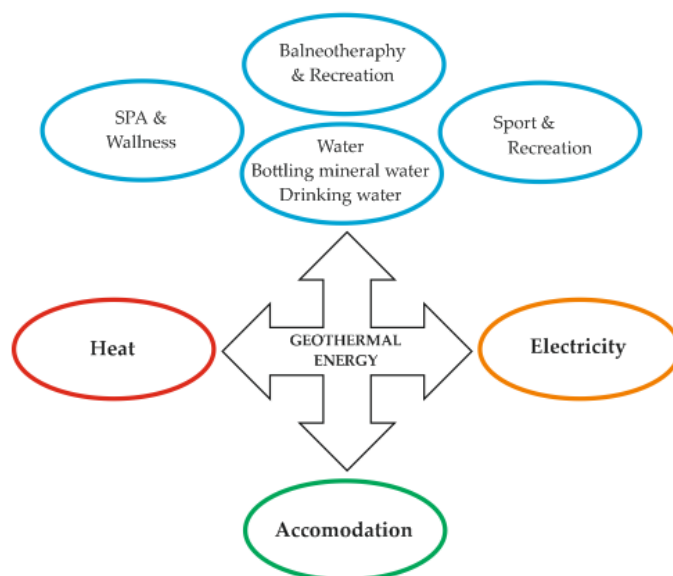 Balneotheraphy
& Recreation
SPA &
Wallness
Sport &
Recreation
Water
Bottling mineral water
Drinking water
Heat
GEOTHERMAL
ENERGY
Electricity
Accomodation